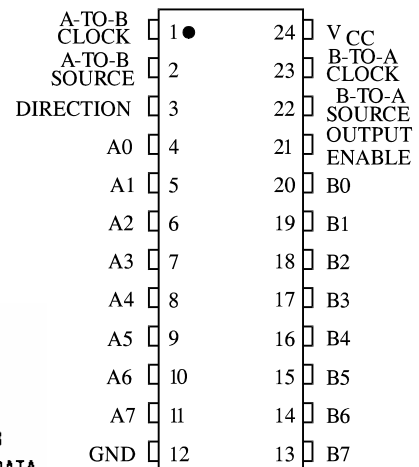 A-TO-B
CLOCK 1 24 VCC
A-TO-B
SOURCE 2 23 B-TO-A
CLOCK
DIRECTION 3 22 B-TO-A
SOURCE
A0 4 21 OUTPUT
ENABLE
A1 5 20 B0
A2 6 19 B1
A3 7 18 B2
A4 8 17 B3
A5 9 16 B4
A6 10 15 B5
A7 11 14 B6
GND 12 13 B7
DATA